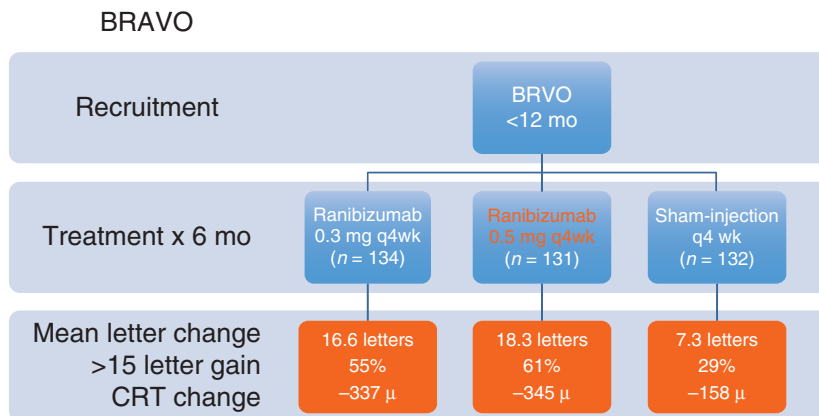 BRAVO
Recruitment
BRVO
<12 mo
Treatment x 6 mo
Ranibizumab
0.3 mg q4wk
(n = 134)
Ranibizumab
0.5 mg q4wk
(n = 131)
Sham-injection
q4 wk
(n = 132)
Mean letter change
>15 letter gain
CRT change
16.6 letters
55%
–337 μ
18.3 letters
61%
–345 μ
7.3 letters
29%
–158 μ